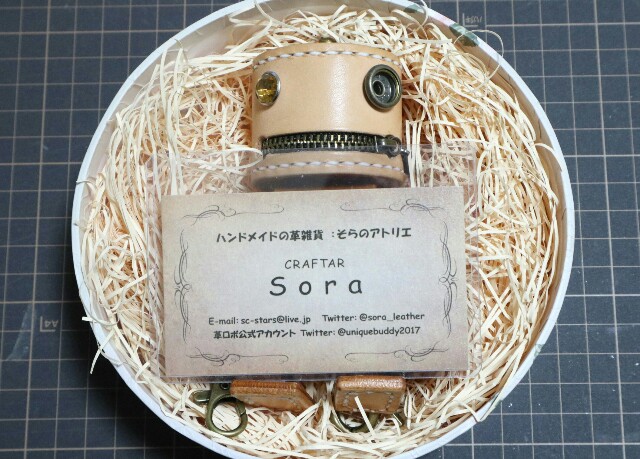 ハンドメイドの革雑貨 :そらのアトリエ
CRAFTAR
Sora
E-mail: sc-stars@live.jp Twitter: @sora_leather
革ロボ公式アカウント Twitter: @uniquebuddy2017
A4